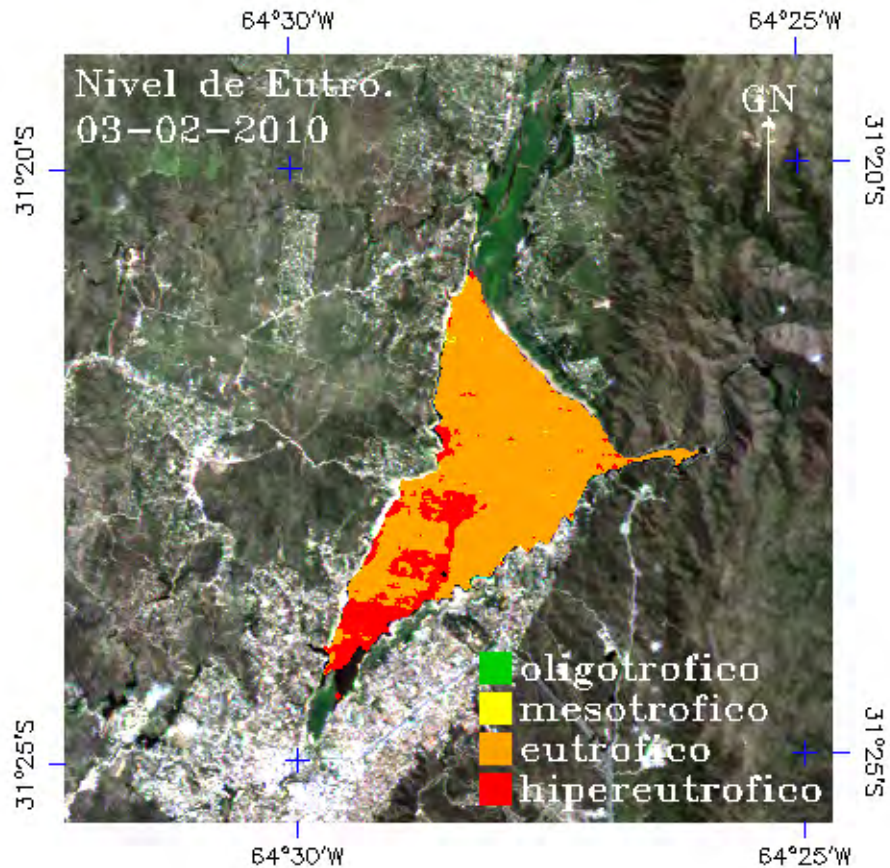 64°30'W 64°25'W
Nivel de Eutro.
03-02-2010
GN
31°20'S 31°20'S
oligotrofico
mesotrofico
eutrofico
hipereutrofico
31°25'S 31°25'S
64°30'W 64°25'W